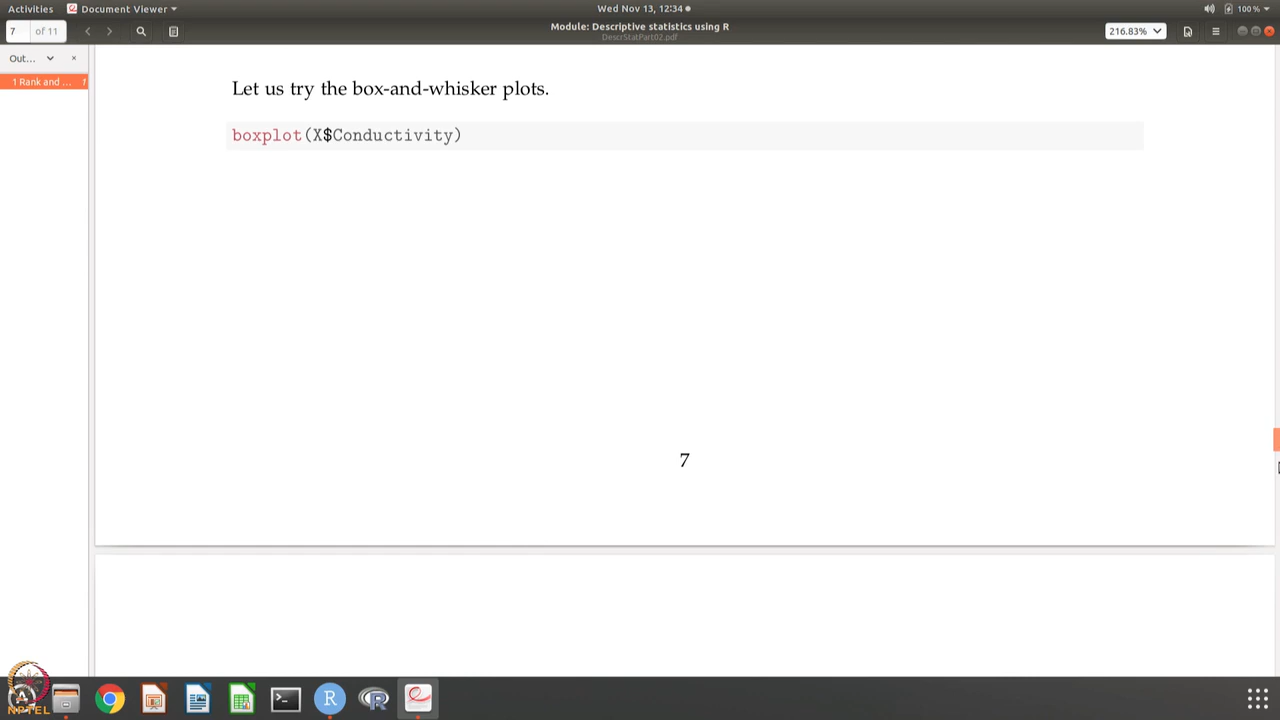 Activities
Document Viewer
Wed Nov 13, 12:34
100 %
7
of 11
Module: Descriptive statistics using R
DescrStatPart02.pdf
216.83%
Out...
1 Rank and ...
1
Let us try the box-and-whisker plots.
boxplot(X$Conductivity)
7
NPTEL